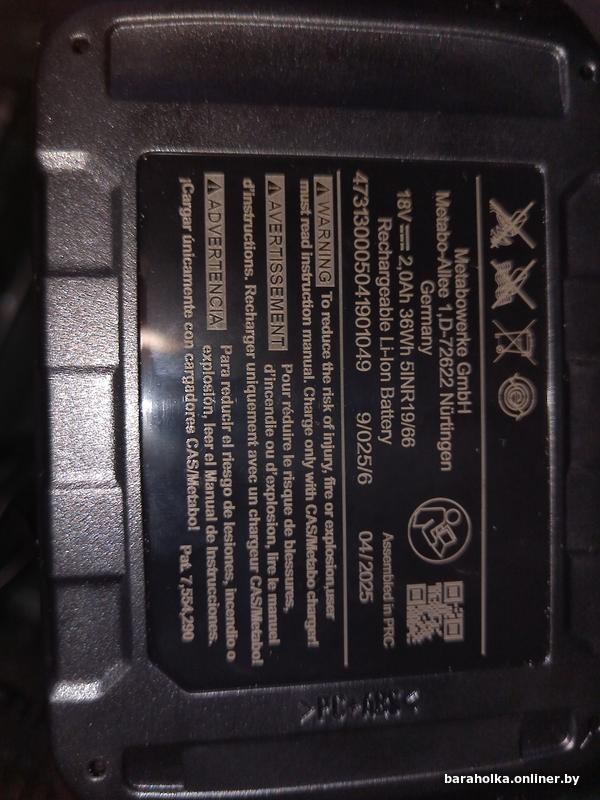 Metabowerke GmbH
Metabo-Allee 1,D-72622 Nürtingen
Germany
18V 2,0Ah 36Wh 5INR19/66
Rechargeable Li-Ion Battery
Assembled in PRC
473130005041901049 9/025/6 04/2025
WARNING To reduce the risk of injury, fire or explosion,user
must read instruction manual. Charge only with CAS/Metabo charger!
AVERTISSEMENT Pour réduire le risque de blessures,
d'incendie ou d'explosion, lire le manuel
d'instructions. Recharger uniquement avec un chargeur CAS/Metabo!
ADVERTENCIA Para reducir el riesgo de lesiones, incendio o
explosión, leer el Manual de Instrucciones.
¡Cargar únicamente con cargadores CAS/Metabo! Pat. 7,554,290
>PC+ABS<
baraholka.onliner.by